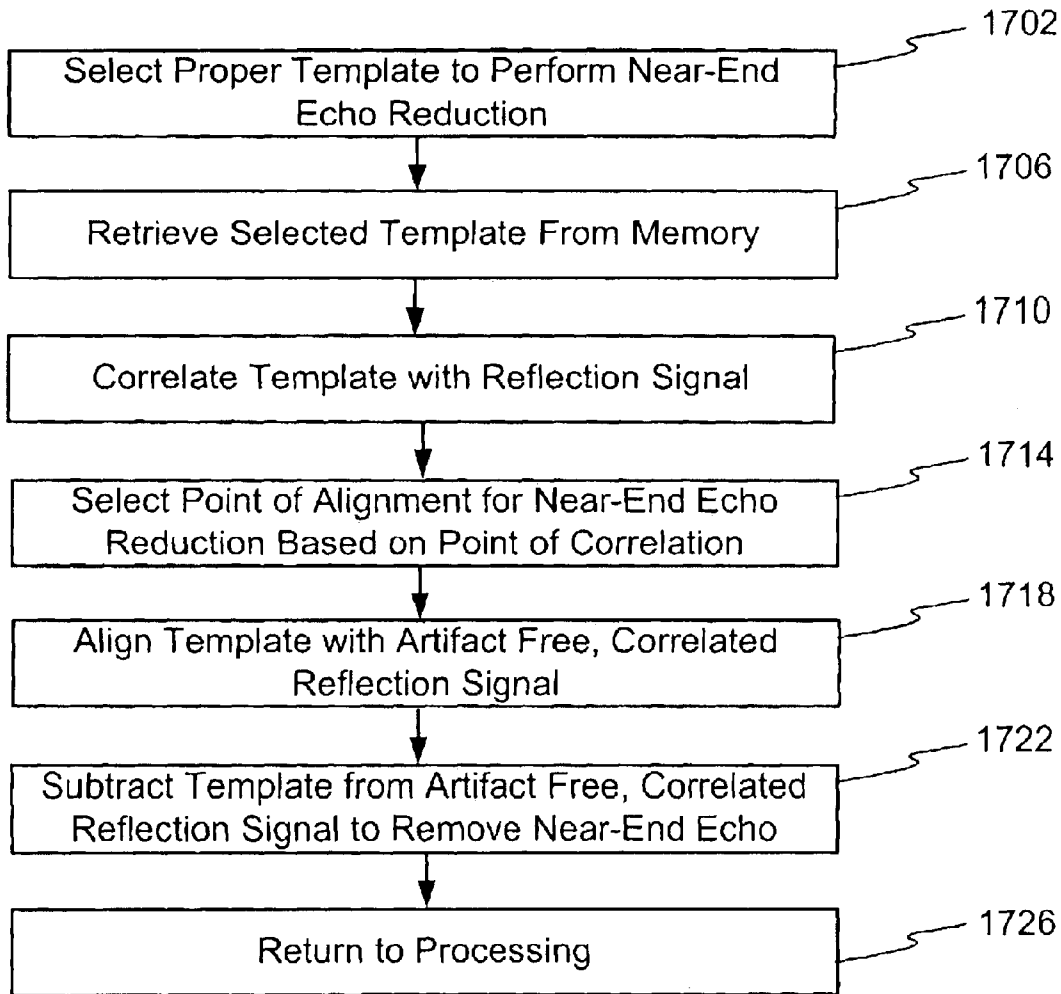 1702
Select Proper Template to Perform Near-End
Echo Reduction
1706
Retrieve Selected Template From Memory
1710
Correlate Template with Reflection Signal
1714
Select Point of Alignment for Near-End Echo
Reduction Based on Point of Correlation
1718
Align Template with Artifact Free, Correlated
Reflection Signal
1722
Subtract Template from Artifact Free, Correlated
Reflection Signal to Remove Near-End Echo
1726
Return to Processing